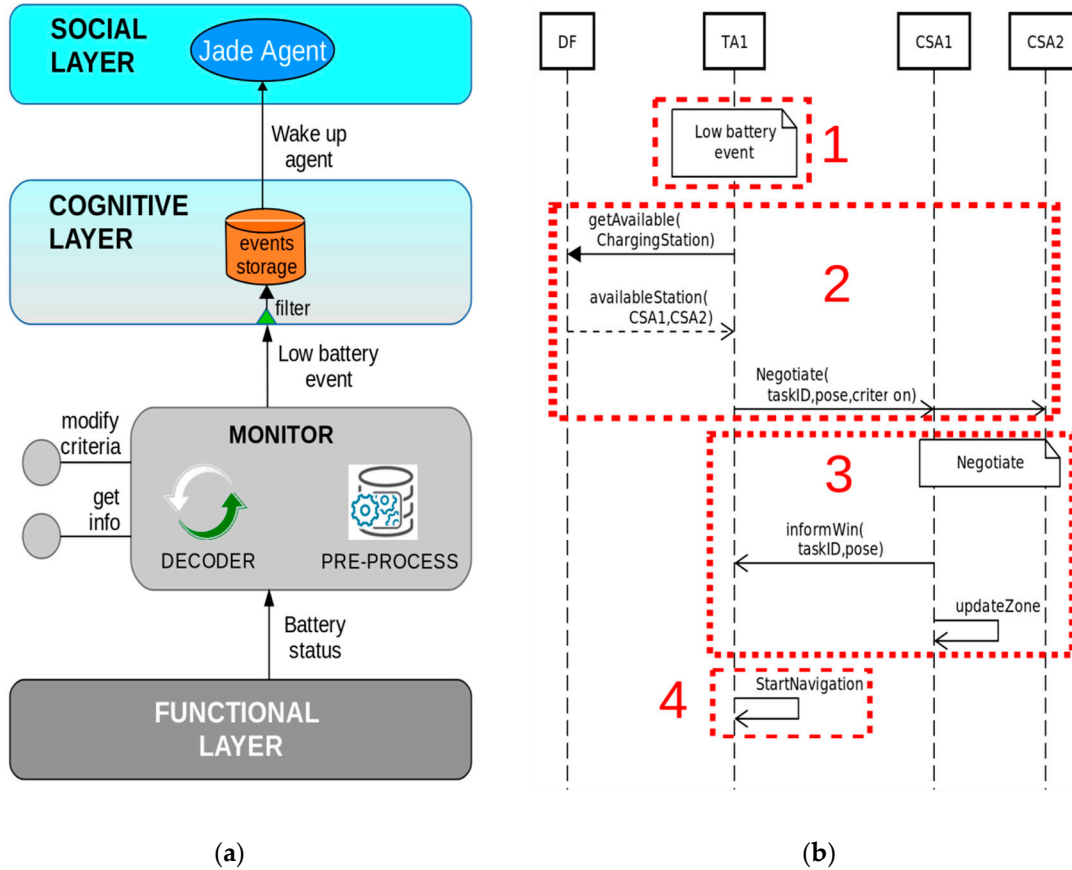 SOCIAL
LAYER
Jade Agent
Wake up
agent
COGNITIVE
LAYER
events
storage
filter
Low battery
event
modify
criteria
get
info
MONITOR
DECODER
PRE-PROCESS
Battery
status
FUNCTIONAL
LAYER
(a)
DF
TA1
CSA1
CSA2
Low battery
event
1
getAvailable(
ChargingStation)
2
availableStation(
CSA1,CSA2)
Negotiate(
taskID,pose,criter on)
3
Negotiate
informWin(
taskID,pose)
updateZone
4
StartNavigation
(b)